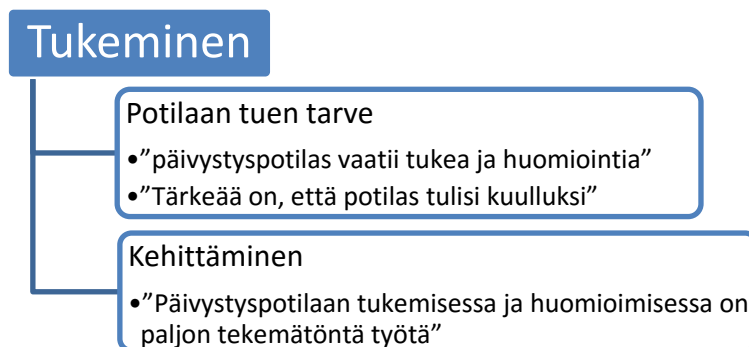 Tukeminen
Potilaan tuen tarve
•”päivystyspotilas vaatii tukea ja huomiointia”
•”Tärkeää on, että potilas tulisi kuulluksi”
Kehittäminen
•”Päivystyspotilaan tukemisessa ja huomioimisessa on
paljon tekemätöntä työtä”